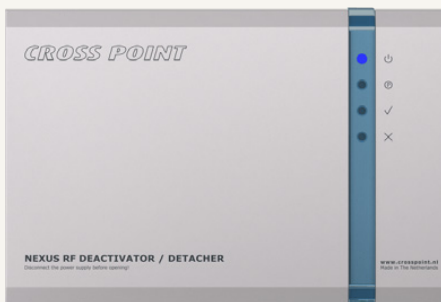 CROSS POINT
NEXUS RF DEACTIVATOR / DETACHER
Disconnect the power supply before opening!
www.crosspoint.nl
Made in The Netherlands